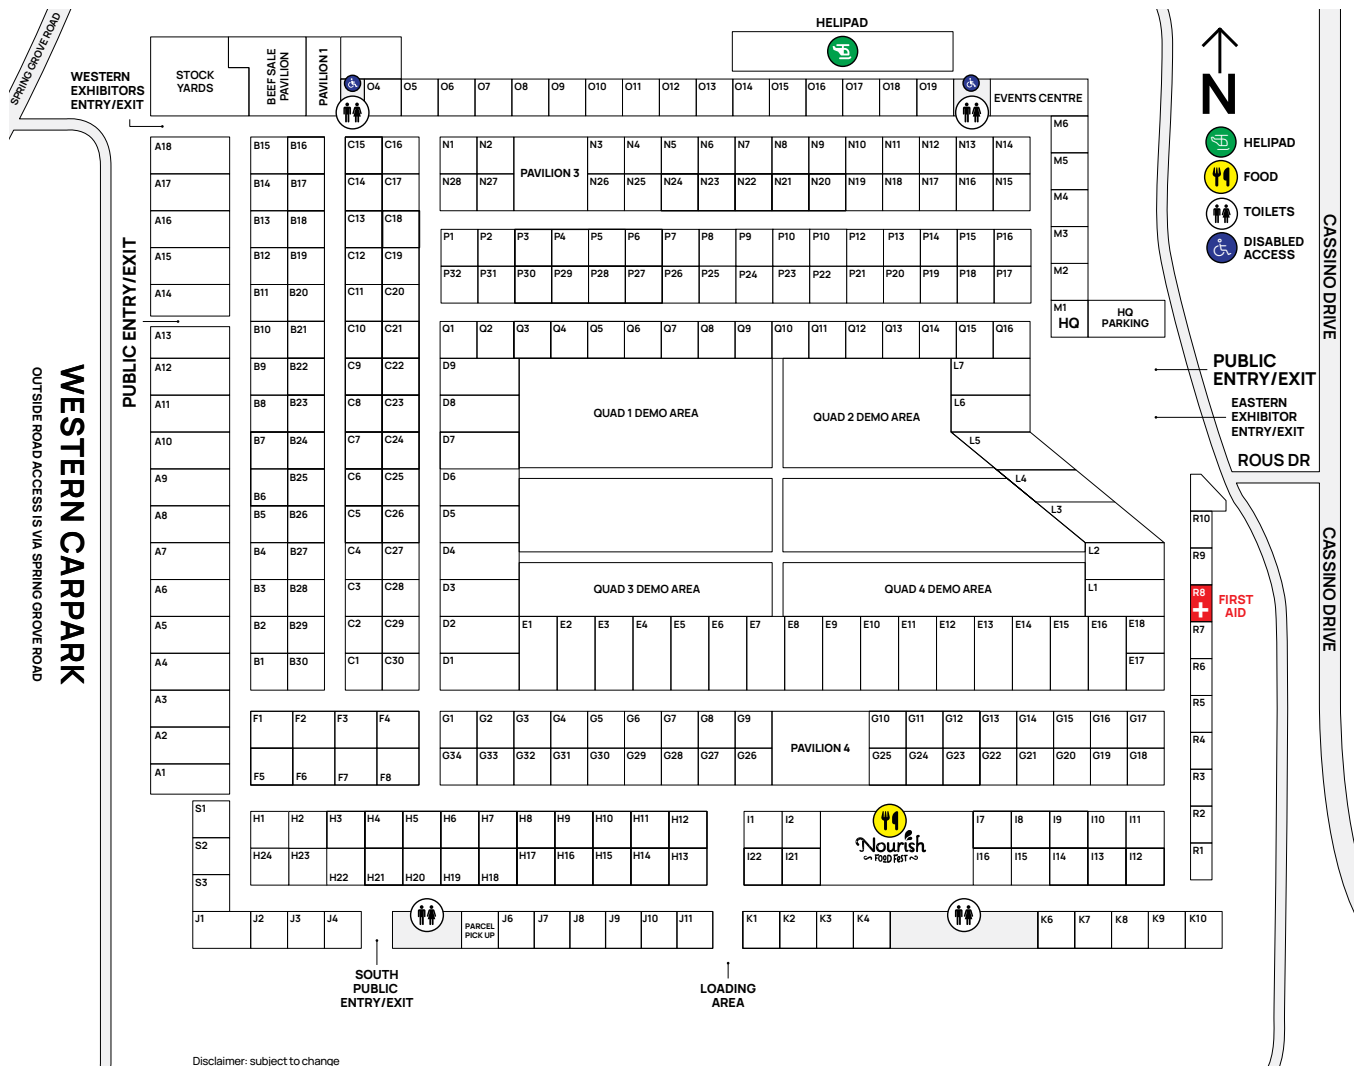 HELIPAD
SPRING GROVE ROAD
WESTERN
EXHIBITORS
ENTRY/EXIT
STOCK
YARDS
BEEF SALE
PAVILION
PAVILION 1
O4 O5 O6 O7 O8 O9 O10 O11 O12 O13 O14 O15 O16 O17 O18 O19
EVENTS CENTRE
N
HELIPAD
FOOD
TOILETS
DISABLED
ACCESS
M6
M5
M4
M3
M2
M1
HQ
HQ
PARKING
A18
A17
A16
A15
A14
A13
A12
A11
A10
A9
A8
A7
A6
A5
A4
A3
A2
A1
B15 B16
B14 B17
B13 B18
B12 B19
B11 B20
B10 B21
B9 B22
B8 B23
B7 B24
B6 B25
B5 B26
B4 B27
B3 B28
B2 B29
B1 B30
C15 C16
C14 C17
C13 C18
C12 C19
C11 C20
C10 C21
C9 C22
C8 C23
C7 C24
C6 C25
C5 C26
C4 C27
C3 C28
C2 C29
C1 C30
N1 N2
PAVILION 3
N3 N4 N5 N6 N7 N8 N9 N10 N11 N12 N13 N14
N28 N27 N26 N25 N24 N23 N22 N21 N20 N19 N18 N17 N16 N15
P1 P2 P3 P4 P5 P6 P7 P8 P9 P10 P10 P12 P13 P14 P15 P16
P32 P31 P30 P29 P28 P27 P26 P25 P24 P23 P22 P21 P20 P19 P18 P17
Q1 Q2 Q3 Q4 Q5 Q6 Q7 Q8 Q9 Q10 Q11 Q12 Q13 Q14 Q15 Q16
D9
D8
D7
D6
D5
D4
D3
D2
D1
QUAD 1 DEMO AREA
QUAD 2 DEMO AREA
QUAD 3 DEMO AREA
QUAD 4 DEMO AREA
L7
L6
L5
L4
L3
L2
L1
E1 E2 E3 E4 E5 E6 E7 E8 E9 E10 E11 E12 E13 E14 E15 E16 E18
E17
F1 F2 F3 F4
F5 F6 F7 F8
G1 G2 G3 G4 G5 G6 G7 G8 G9
PAVILION 4
G10 G11 G12 G13 G14 G15 G16 G17
G34 G33 G32 G31 G30 G29 G28 G27 G26
G25 G24 G23 G22 G21 G20 G19 G18
S1
S2
S3
H1 H2 H3 H4 H5 H6 H7 H8 H9 H10 H11 H12
H24 H23 H22 H21 H20 H19 H18 H17 H16 H15 H14 H13
I1 I2
I22 I21
Nourish
FOOD FEST
I7 I8 I9 I10 I11
I16 I15 I14 I13 I12
J1 J2 J3 J4
PARCEL
PICK UP
J6 J7 J8 J9 J10 J11
K1 K2 K3 K4
K6 K7 K8 K9 K10
R10
R9
R8
R7
R6
R5
R4
R3
R2
R1
FIRST
AID
PUBLIC ENTRY/EXIT
WESTERN CARPARK
OUTSIDE ROAD ACCESS IS VIA SPRING GROVE ROAD
PUBLIC
ENTRY/EXIT
EASTERN
EXHIBITOR
ENTRY/EXIT
ROUS DR
CASSINO DRIVE
CASSINO DRIVE
SOUTH
PUBLIC
ENTRY/EXIT
LOADING
AREA
Disclaimer: subject to change